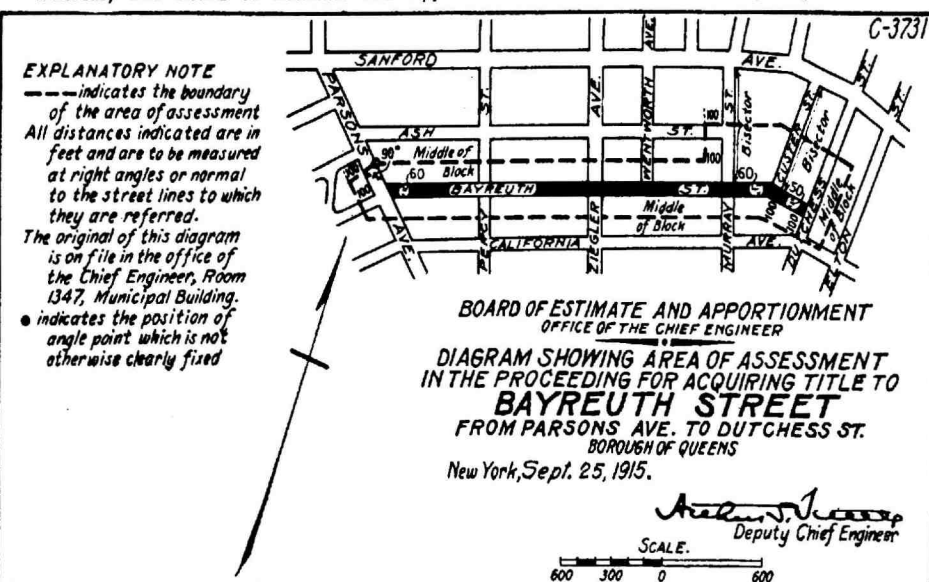 C-3731
EXPLANATORY NOTE
indicates the boundary
of the area of assessment
All distances indicated are in
feet and are to be measured
at right angles or normal
to the street lines to which
they are referred.
The original of this diagram
is on file in the office of
the Chief Engineer, Room
1347, Municipal Building.
indicates the position of
angle point which is not
otherwise clearly fixed
SANFORD AVE.
PARSONS AVE.
ASH ST.
PERCY ST.
ZIEGLER AVE.
WENTWORTH AVE.
MURRAY ST.
CUSTER ST.
ELTON ST.
BAYREUTH ST.
CALIFORNIA AVE.
90°
Middle of
Block
Middle
of Block
Middle
of Block
Bisector
Bisector
60
60
50
100
100
100
100
100
BOARD OF ESTIMATE AND APPORTIONMENT
OFFICE OF THE CHIEF ENGINEER
DIAGRAM SHOWING AREA OF ASSESSMENT
IN THE PROCEEDING FOR ACQUIRING TITLE TO
BAYREUTH STREET
FROM PARSONS AVE. TO DUTCHESS ST.
BOROUGH OF QUEENS
New York, Sept. 25, 1915.
Deputy Chief Engineer
SCALE.
600 300 0 600